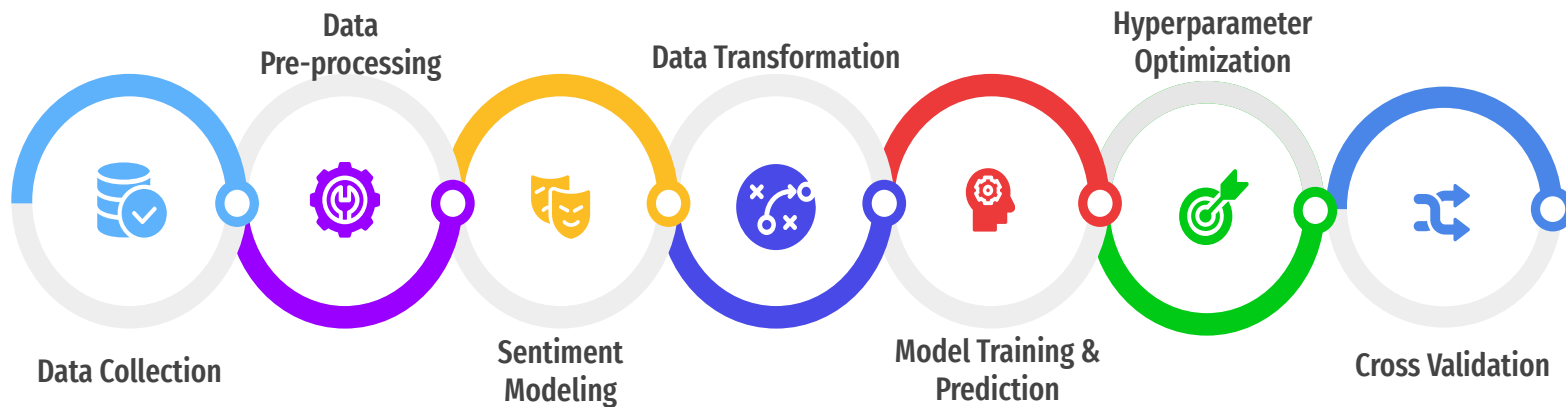 Data Collection
Data
Pre-processing
Sentiment
Modeling
Data Transformation
Model Training &
Prediction
Hyperparameter
Optimization
Cross Validation